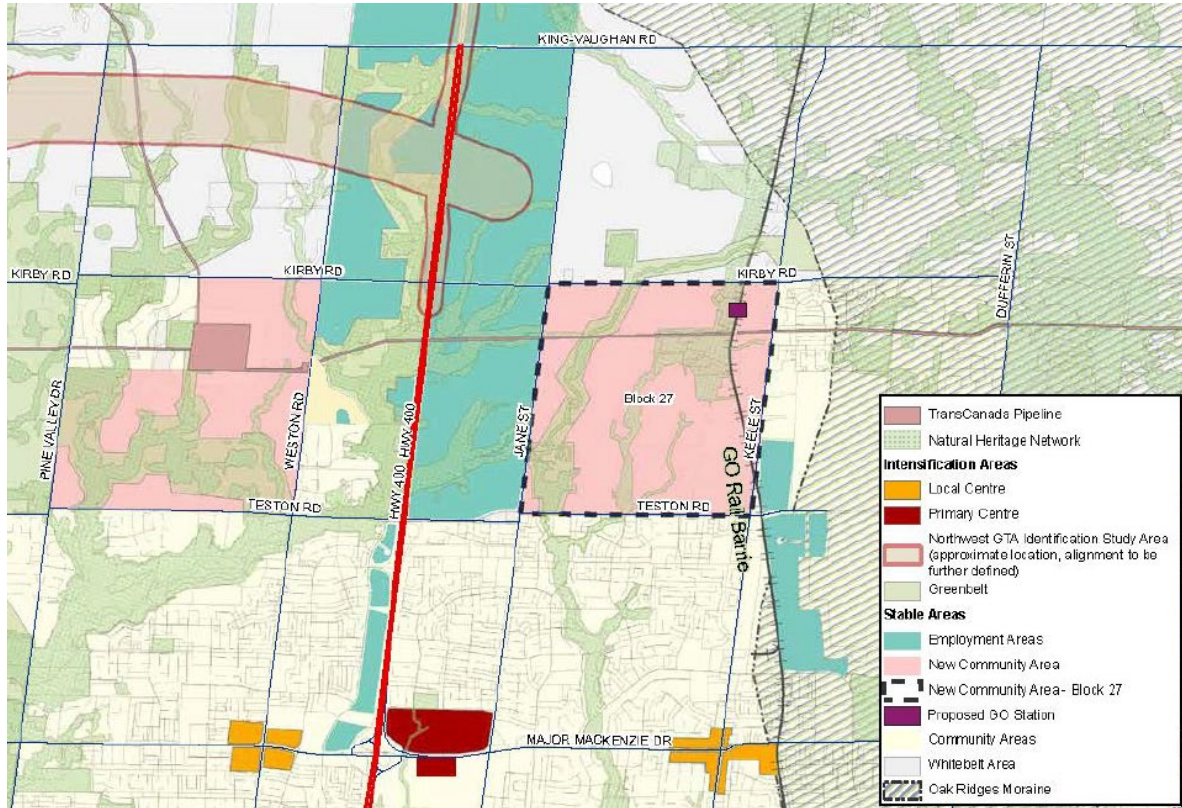 KING-VAUGHAN RD
KIRBY RD
KIRBY RD
KIRBY RD
DUFFERIN ST
PINE VALLEY DR
WESTON RD
HWY 400
HWY 400
JANE ST
Block 27
KEELE ST
GO Rail Barrie
TESTON RD
TESTON RD
MAJOR MACKENZIE DR
TransCanada Pipeline
Natural Heritage Network
Intensification Areas
Local Centre
Primary Centre
Northwest GTA Identification Study Area
(approximate location, alignment to be
further defined)
Greenbelt
Stable Areas
Employment Areas
New Community Area
New Community Area - Block 27
Proposed GO Station
Community Areas
Whitebelt Area
Oak Ridges Moraine